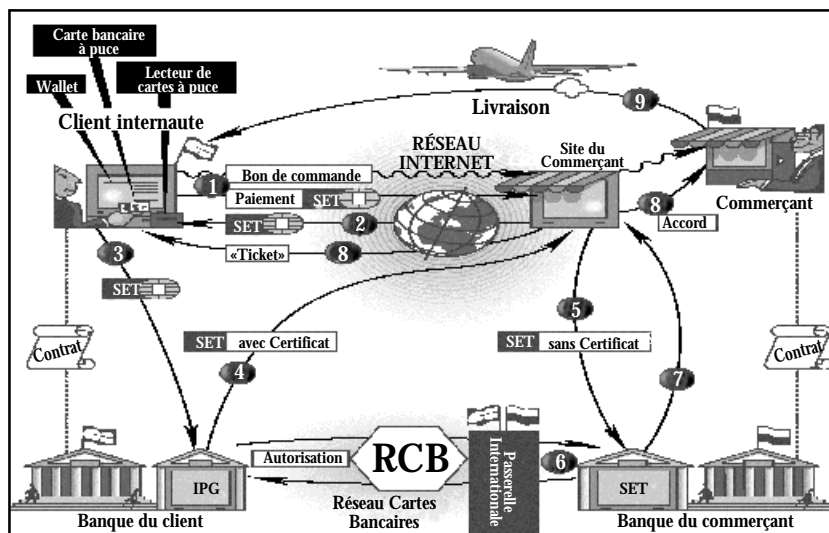 Carte bancaire
à puce
Wallet
Lecteur de
cartes à puce
Client internaute
Livraison
9
RÉSEAU
INTERNET
Site du
Commerçant
1
Bon de commande
Paiement
SET
8
Commerçant
SET
2
Accord
3
«Ticket»
8
SET
5
Contrat
SET
avec Certificat
SET
sans Certificat
Contrat
4
7
Autorisation
RCB
Passerelle
Internationale
6
IPG
SET
Réseau Cartes
Bancaires
Banque du client
Banque du commerçant